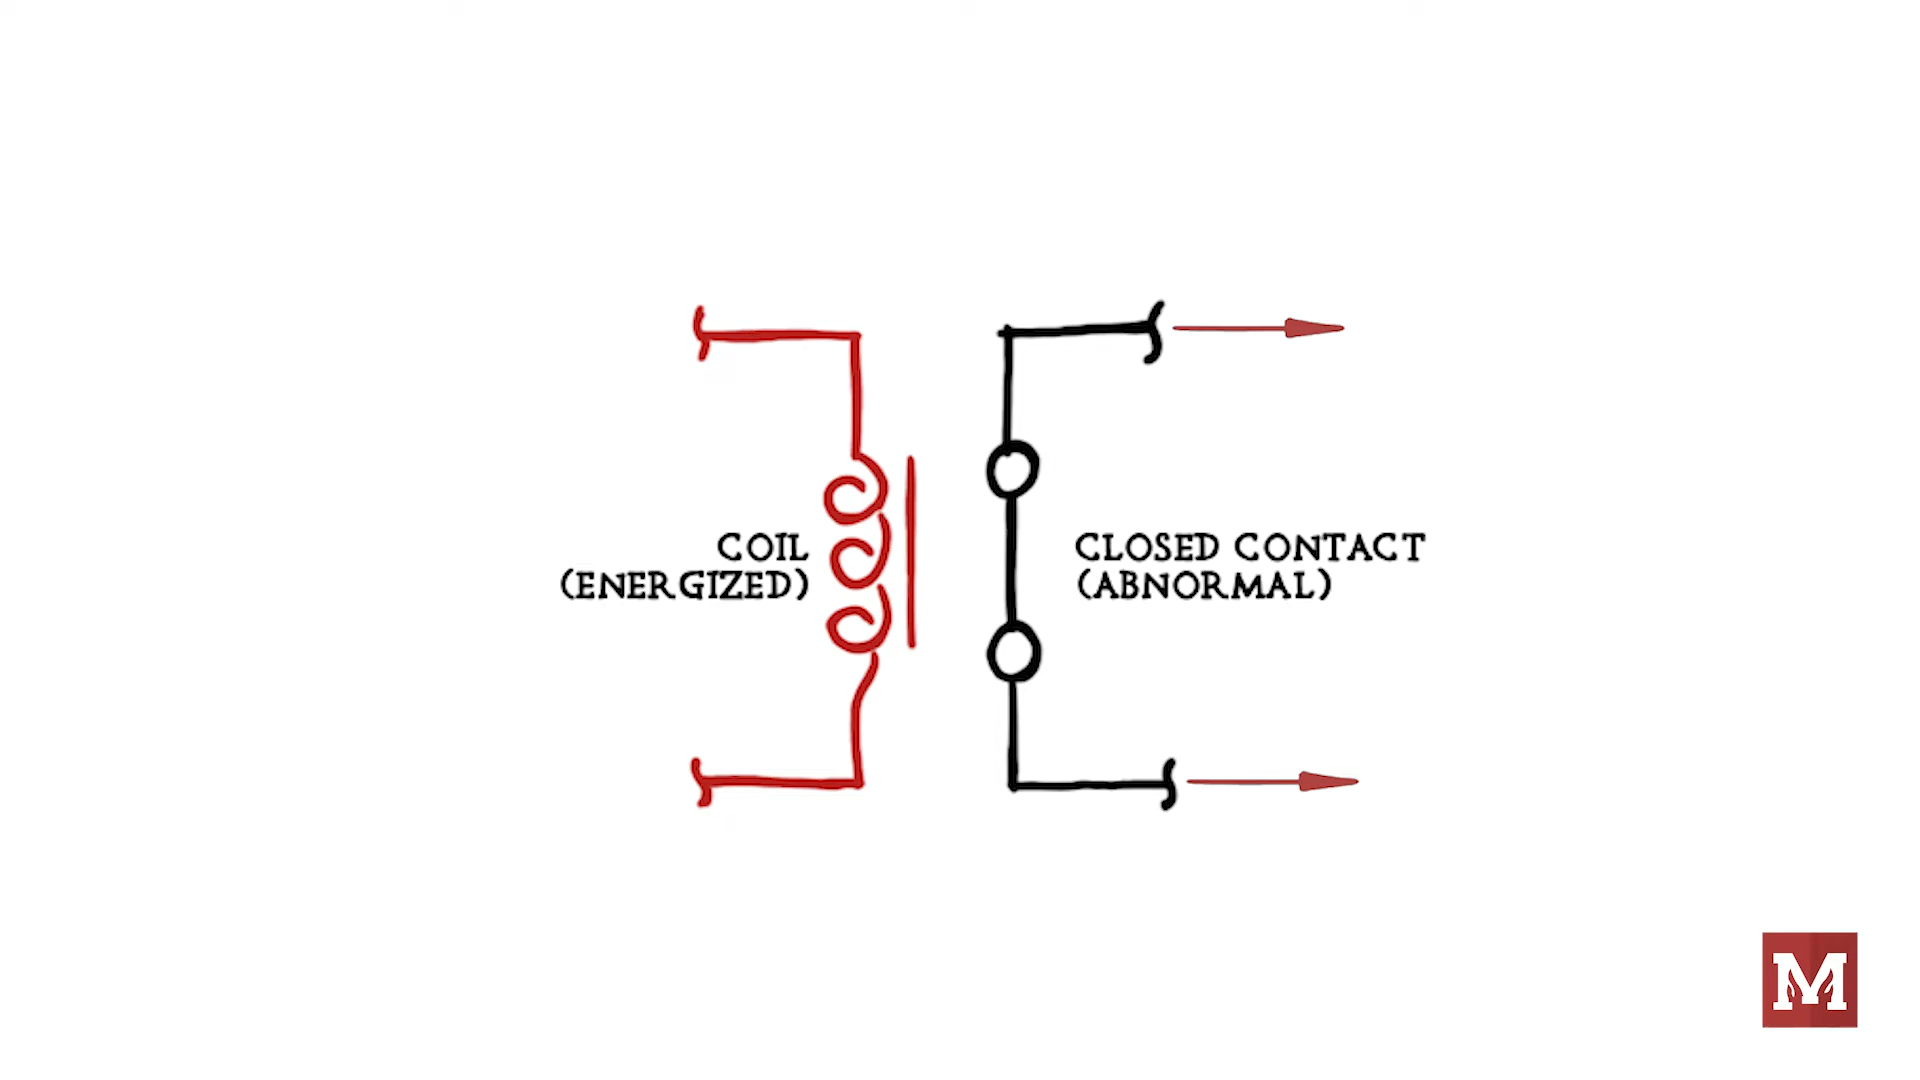 COIL
(ENERGIZED)
CLOSED CONTACT
(ABNORMAL)
M